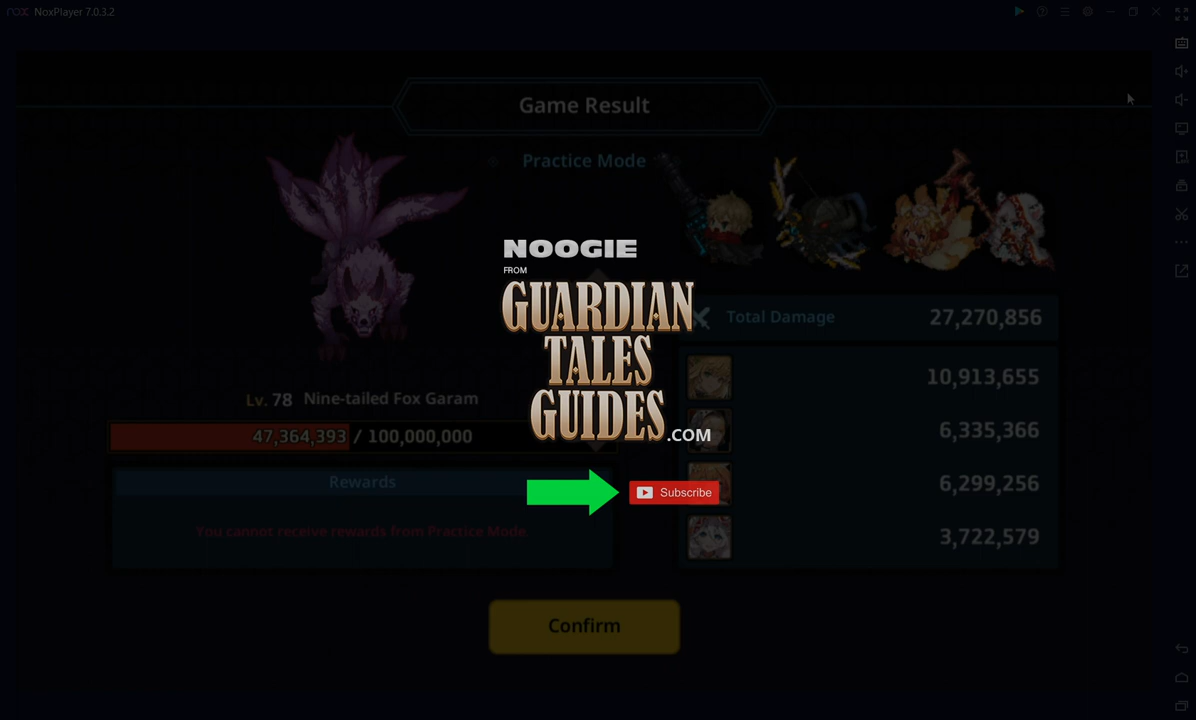 nox NoxPlayer 7.0.3.2
Game Result
Practice Mode
NOOGIE
FROM
GUARDIAN
TALES
GUIDES
.COM
Total Damage 27,270,856
10,913,655
6,335,366
6,299,256
3,722,579
Lv. 78 Nine-tailed Fox Garam
47,364,393 / 100,000,000
Rewards
You cannot receive rewards from Practice Mode.
Subscribe
Confirm